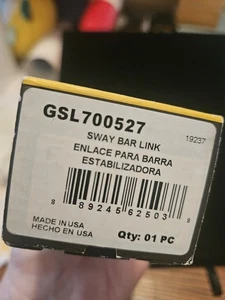 GSL700527
19237
SWAY BAR LINK
ENLACE PARA BARRA
ESTABILIZADORA
8 89245 62503 8
MADE IN USA
HECHO EN USA
Qty: 01 PC